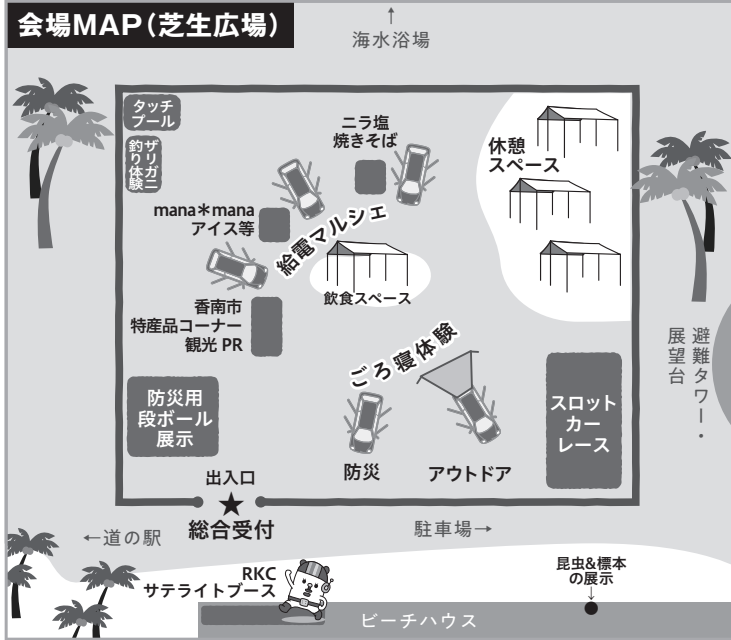 会場MAP（芝生広場）
↑
海水浴場
タッチ
プール
ザリガニ
釣り体験
ニラ塩
焼きそば
休憩
スペース
mana＊mana
アイス等
給電マルシェ
飲食スペース
香南市
特産品コーナー
観光 PR
避難タワー・
展望台
ごろ寝体験
防災用
段ボール
展示
スロット
カー
レース
防災
アウトドア
出入口
★
総合受付
←道の駅
駐車場→
RKC
サテライトブース
昆虫&標本
の展示
↓
ビーチハウス